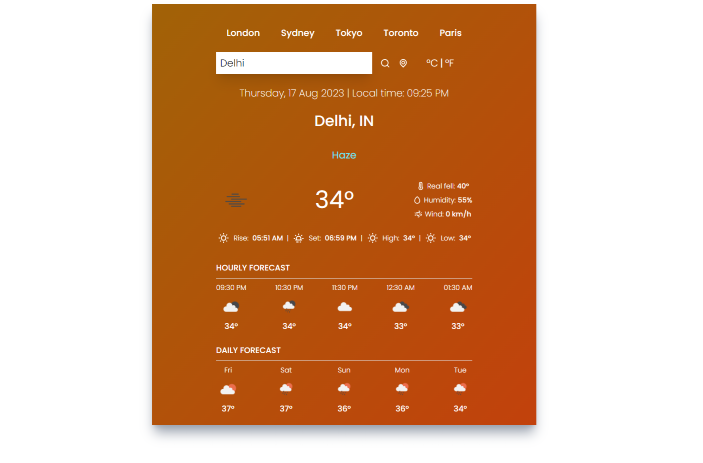 London Sydney Tokyo Toronto Paris
Delhi °C | °F
Thursday, 17 Aug 2023 | Local time: 09:25 PM
Delhi, IN
Haze
34°
Real fell: 40°
Humidity: 55%
Wind: 0 km/h
Rise: 05:51 AM | Set: 06:59 PM | High: 34° | Low: 34°
HOURLY FORECAST
09:30 PM 10:30 PM 11:30 PM 12:30 AM 01:30 AM
34° 34° 34° 33° 33°
DAILY FORECAST
Fri Sat Sun Mon Tue
37° 37° 36° 36° 34°